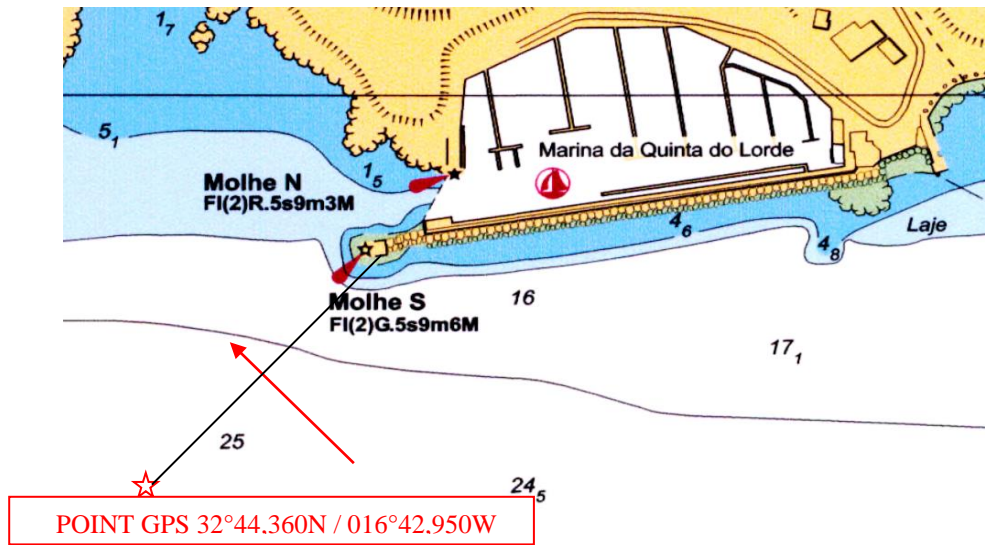 1₇
5₁
1₅
Marina da Quinta do Lorde
Molhe N
Fl(2)R.5s9m3M
4₆
4₈
Laje
Molhe S
Fl(2)G.5s9m6M
16
17₁
25
24₅
POINT GPS 32°44.360N / 016°42.950W